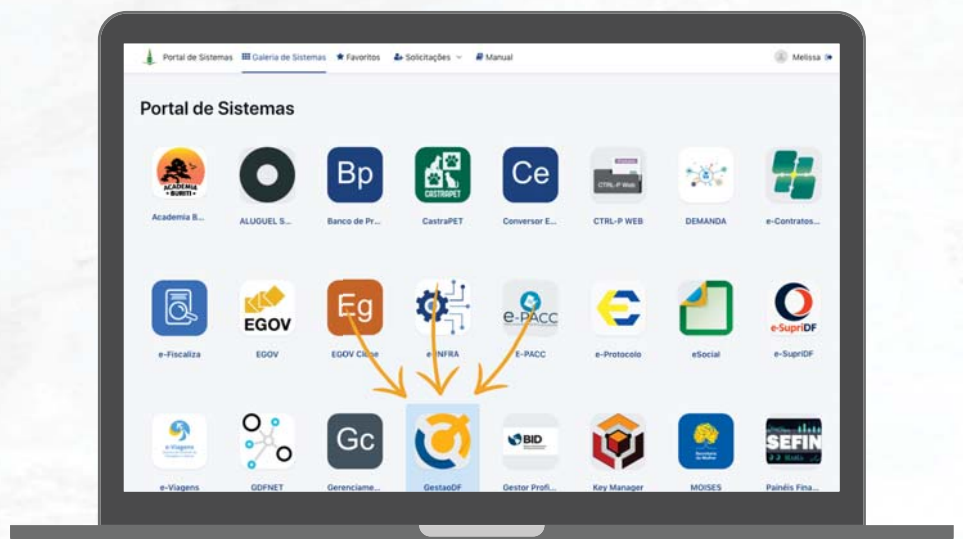 Portal de Sistemas Galeria de Sistemas Favoritos Solicitações Manual Melissa
Portal de Sistemas
ACADEMIA
BURITI
Bp
CASTRAPET
Ce
CTRL-P Web
Academia B... ALUGUEL S... Banco de Pr... CastraPET Conversor E... CTRL-P WEB DEMANDA e-Contratos...
EGOV
Eg
e-PACC
e-SupriDF
e-Fiscaliza EGOV EGOV e-INFRA E-PACC e-Protocolo eSocial e-SupriDF
e-Viagens
Gc
BID
SEFIN
e-Viagens GDFNET Gerenciame... GestaoDF Gestor Profi... Key Manager MOISES Painéis Fina...